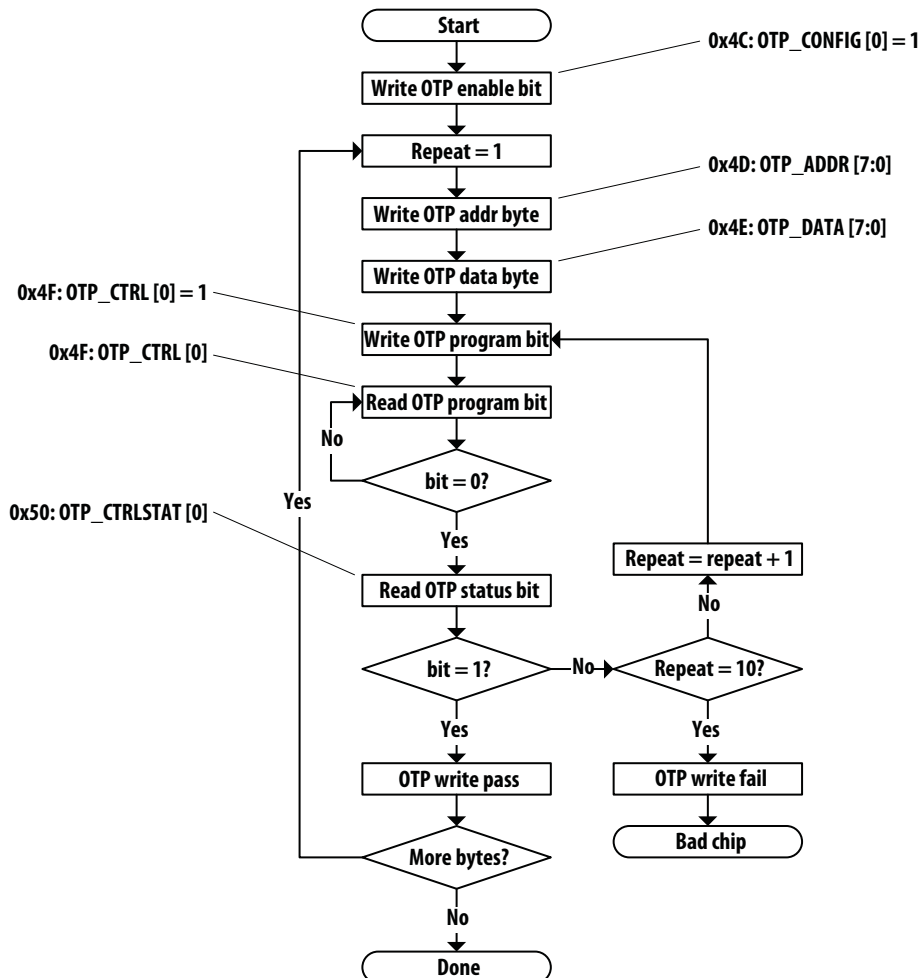 Start
0x4C: OTP_CONFIG [0] = 1
Write OTP enable bit
Repeat = 1
0x4D: OTP_ADDR [7:0]
Write OTP addr byte
0x4E: OTP_DATA [7:0]
Write OTP data byte
0x4F: OTP_CTRL [0] = 1
Write OTP program bit
0x4F: OTP_CTRL [0]
Read OTP program bit
No
bit = 0?
Yes
0x50: OTP_CTRLSTAT [0]
Yes
Repeat = repeat + 1
Read OTP status bit
No
bit = 1?
No
Repeat = 10?
Yes
Yes
OTP write pass
OTP write fail
More bytes?
Bad chip
No
Done